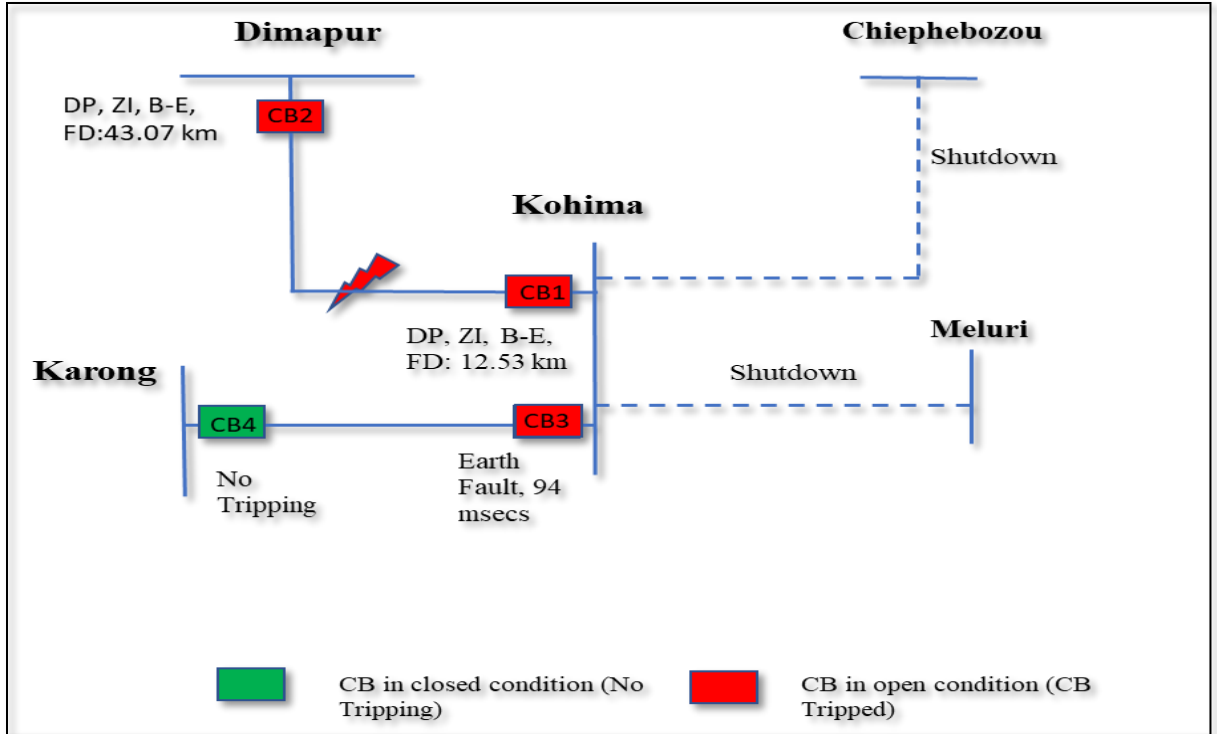 Dimapur
Chiephebozou
DP, ZI, B-E,
FD:43.07 km
CB2
Shutdown
Kohima
CB1
DP, ZI, B-E,
FD: 12.53 km
Meluri
Karong
Shutdown
CB4
CB3
No
Tripping
Earth
Fault, 94
msecs
CB in closed condition (No
Tripping)
CB in open condition (CB
Tripped)